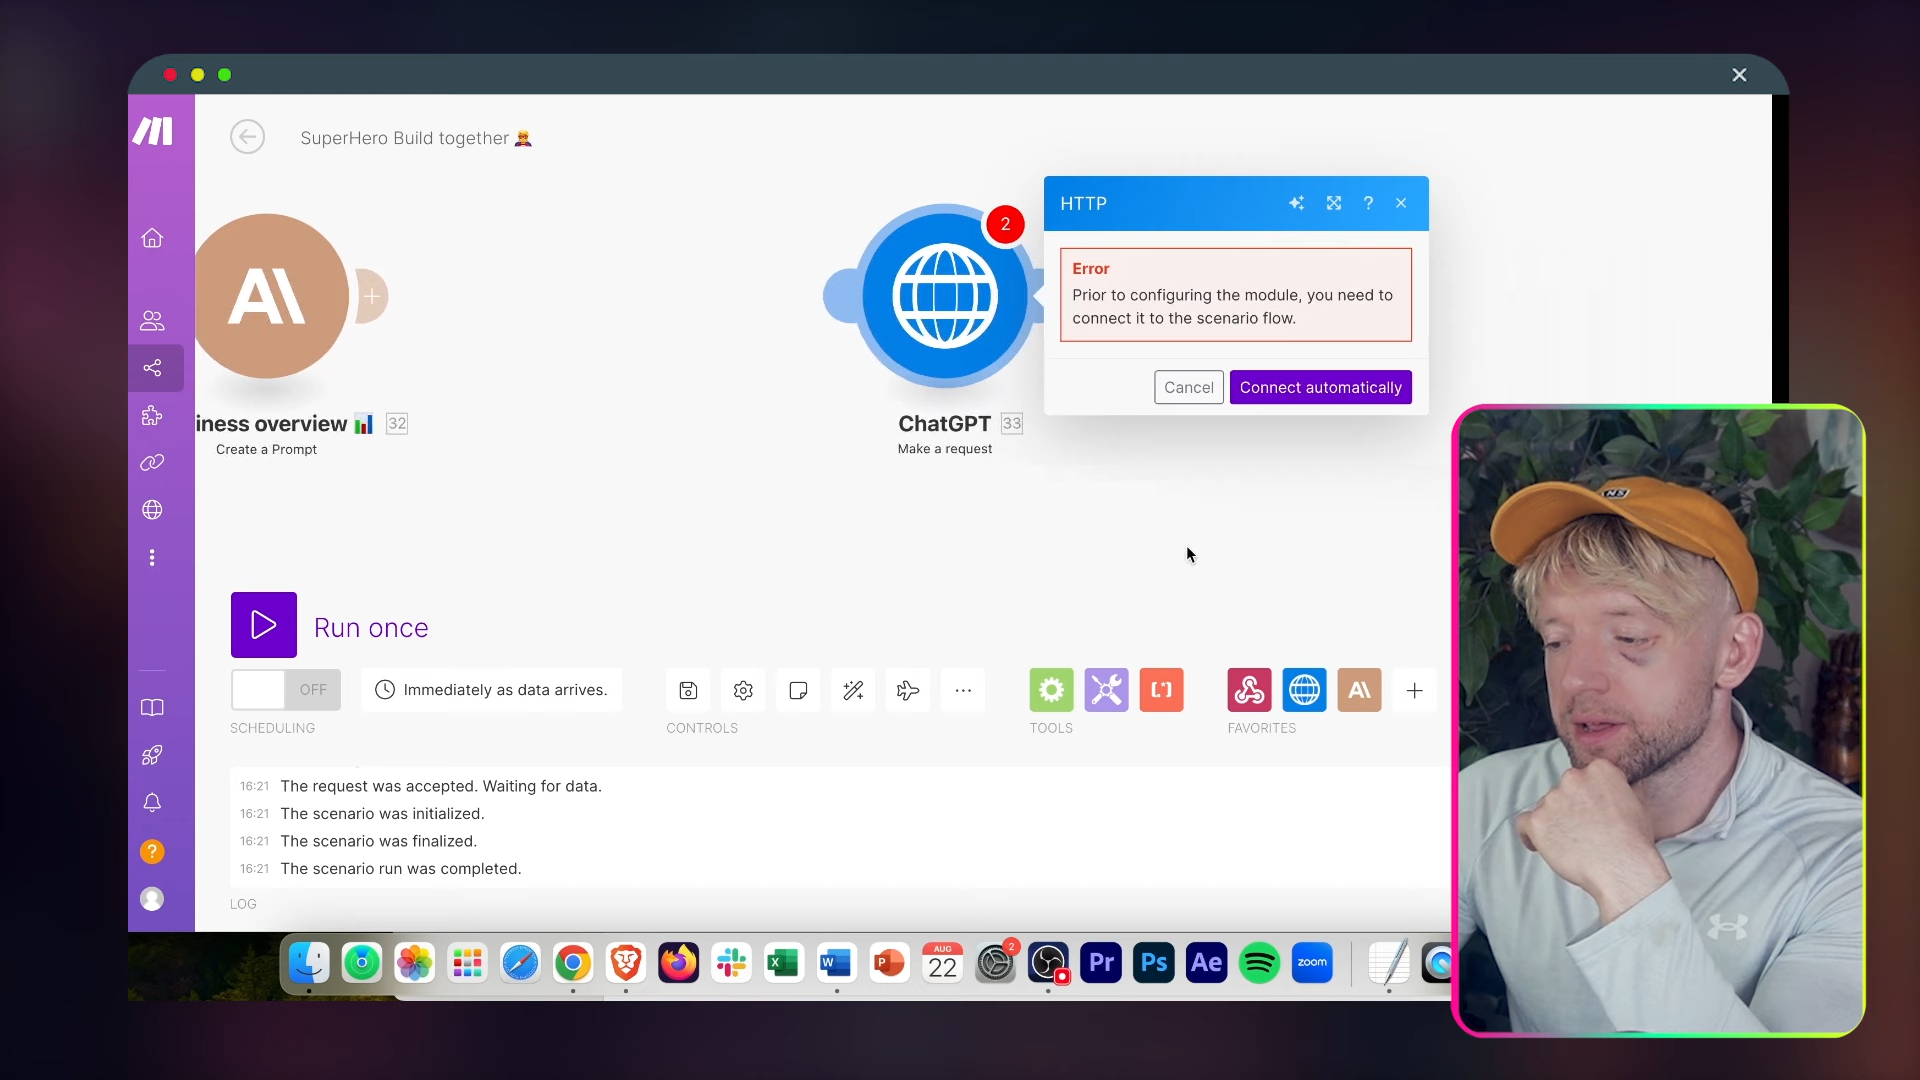 SuperHero Build together
HTTP
?
2
Error
Prior to configuring the module, you need to
connect it to the scenario flow.
Cancel
Connect automatically
iness overview
32
Create a Prompt
ChatGPT
33
Make a request
Run once
OFF
Immediately as data arrives.
SCHEDULING
CONTROLS
TOOLS
FAVORITES
16:21 The request was accepted. Waiting for data.
16:21 The scenario was initialized.
16:21 The scenario was finalized.
16:21 The scenario run was completed.
LOG
?
X
W
P
AUG
22
2
Pr
Ps
Ae
zoom